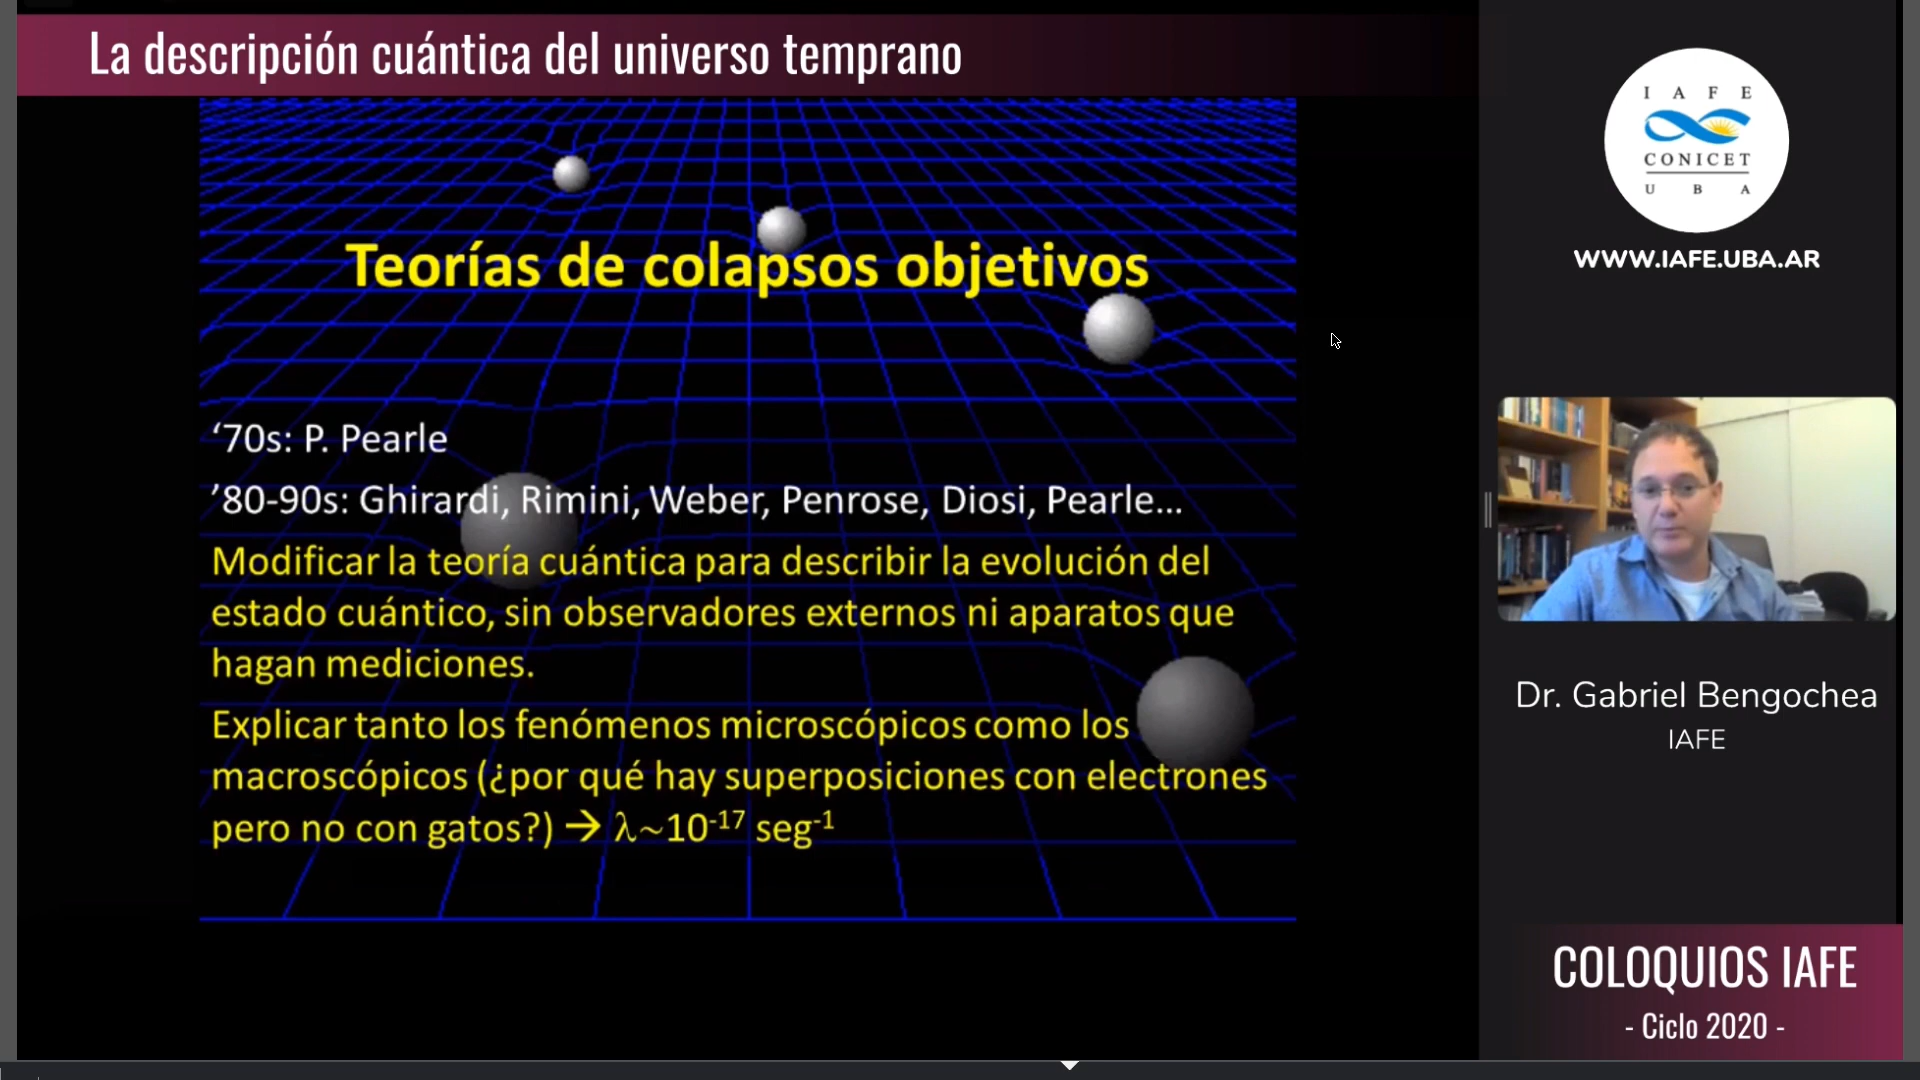 La descripción cuántica del universo temprano
Teorías de colapsos objetivos
‘70s: P. Pearle
’80-90s: Ghirardi, Rimini, Weber, Penrose, Diosi, Pearle...
Modificar la teoría cuántica para describir la evolución del
estado cuántico, sin observadores externos ni aparatos que
hagan mediciones.
Explicar tanto los fenómenos microscópicos como los
macroscópicos (¿por qué hay superposiciones con electrones
pero no con gatos?) → λ~10⁻¹⁷ seg⁻¹
I A F E
CONICET
U B A
WWW.IAFE.UBA.AR
Dr. Gabriel Bengochea
IAFE
COLOQUIOS IAFE
- Ciclo 2020 -